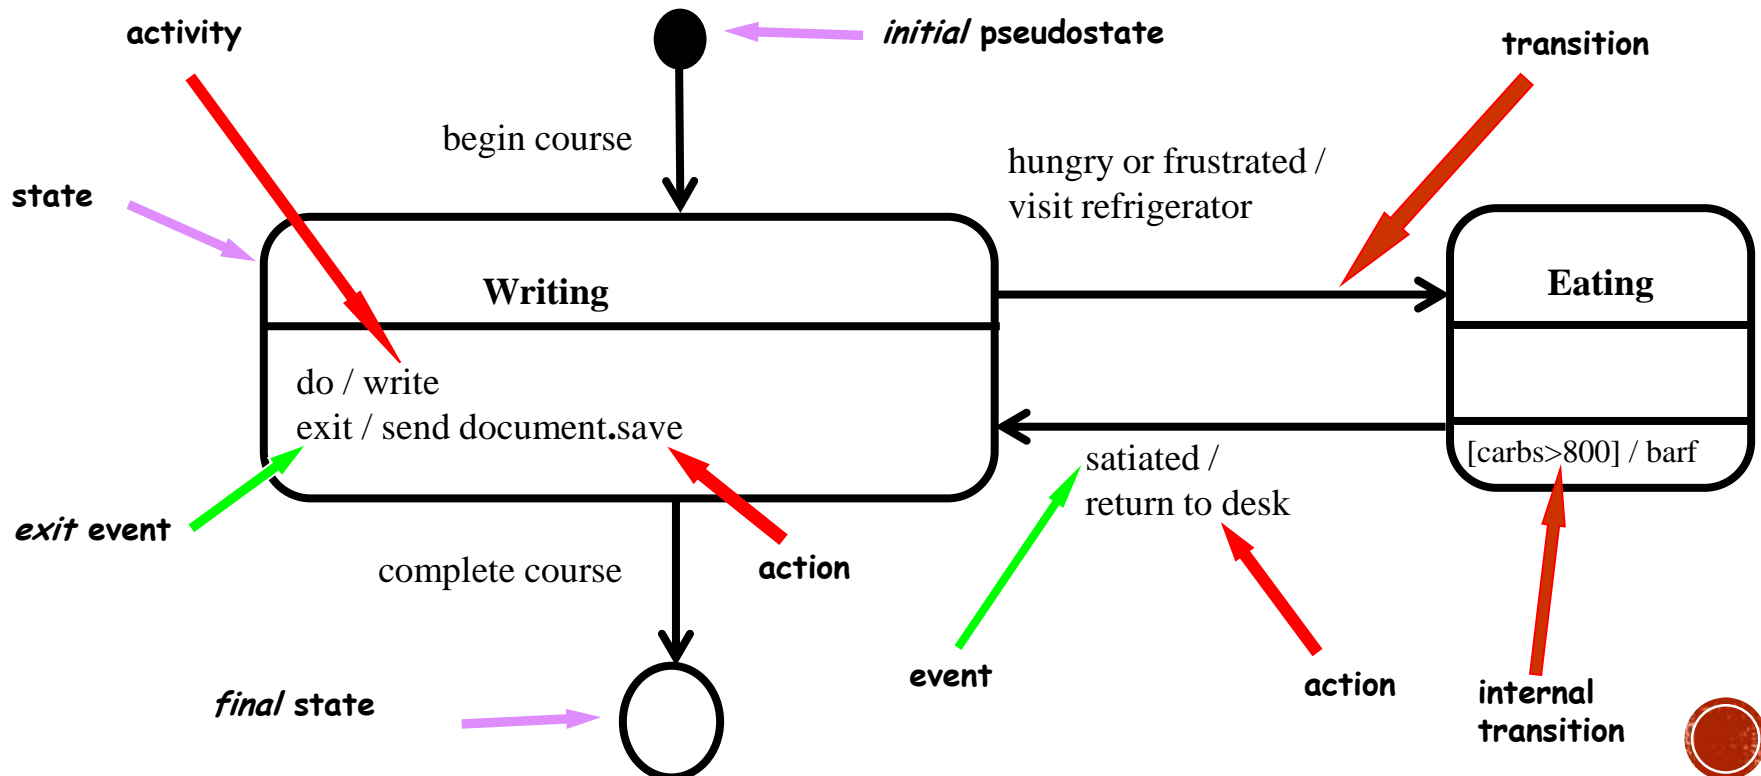 activity
initial pseudostate
transition
begin course
hungry or frustrated /
visit refrigerator
state
Writing
Eating
do / write
exit / send document.save
[carbs>800] / barf
satiated /
return to desk
exit event
complete course
action
event
action
internal
transition
final state